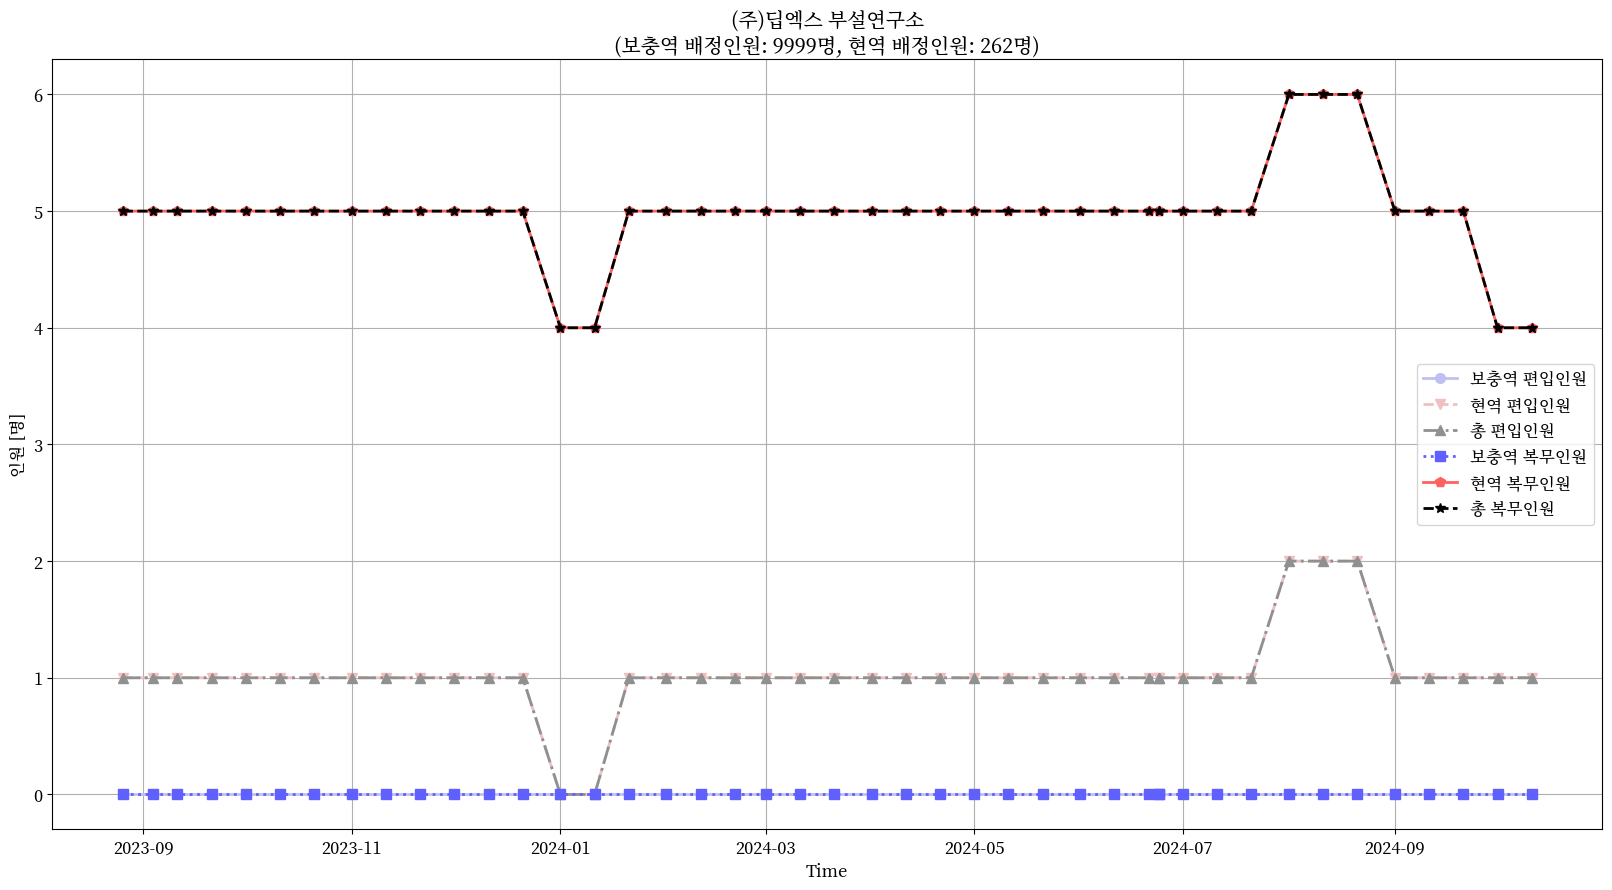 (주)딥엑스 부설연구소
(보충역 배정인원: 9999명, 현역 배정인원: 262명)
6
5
4
3
2
1
0
인원 [명]
보충역 편입인원
현역 편입인원
총 편입인원
보충역 복무인원
현역 복무인원
총 복무인원
2023-09 2023-11 2024-01 2024-03 2024-05 2024-07 2024-09
Time